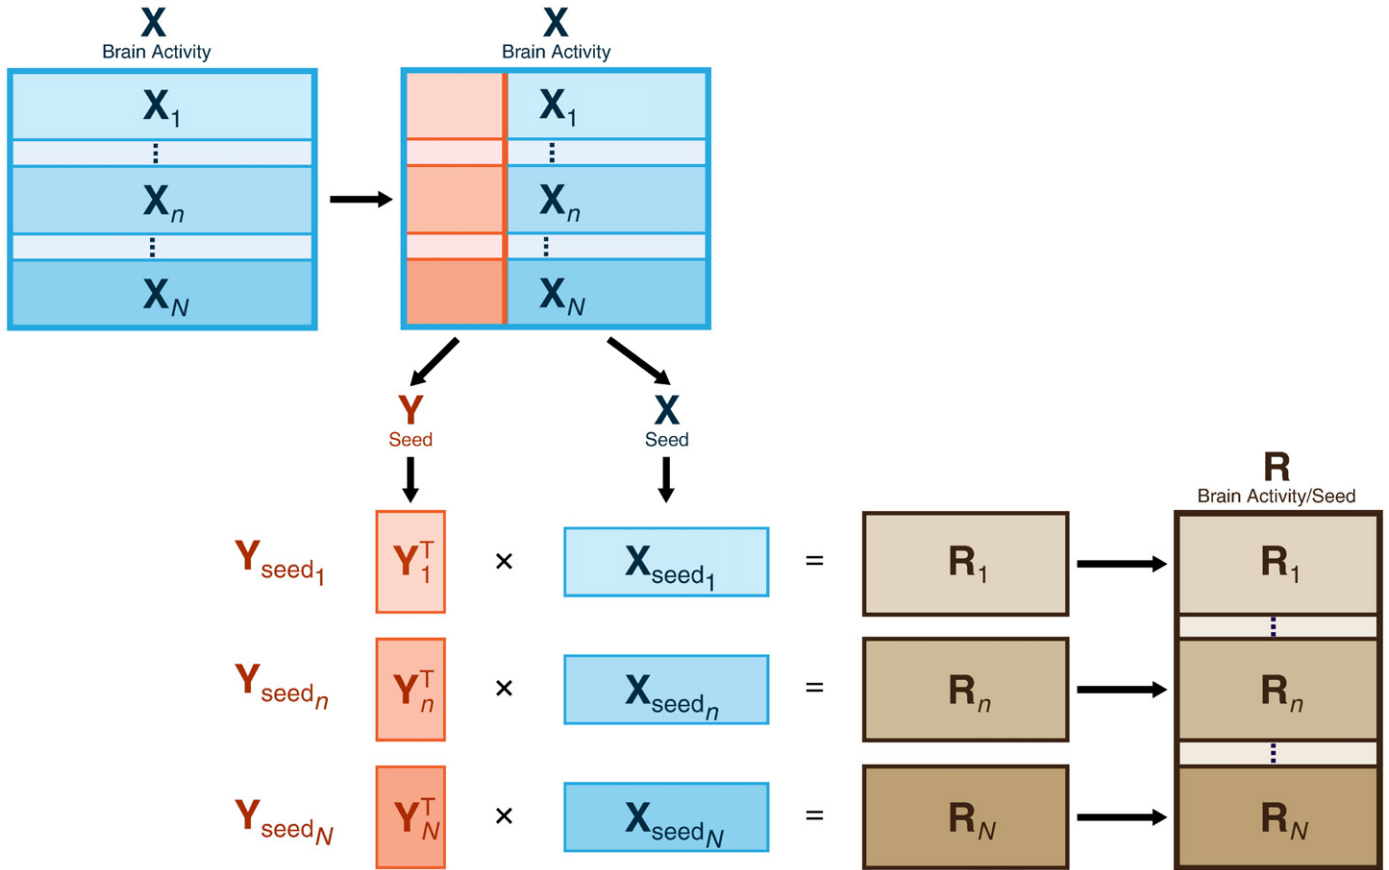 X X
Brain Activity Brain Activity
X1 X1
⋮ ⋮
Xn Xn
⋮ ⋮
XN XN
Y X
Seed Seed
R
Brain Activity/Seed
Yseed1 Y1T × Xseed1 = R1 R1
⋮
Yseedn YnT × Xseedn = Rn Rn
⋮
YseedN YNT × XseedN = RN RN